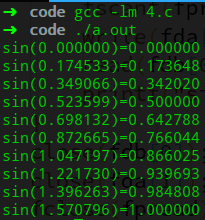 ➜ code gcc -lm 4.c
➜ code ./a.out
sin(0.000000)=0.000000
sin(0.174533)=0.173648
sin(0.349066)=0.342020
sin(0.523599)=0.500000
sin(0.698132)=0.642788
sin(0.872665)=0.766044
sin(1.047197)=0.866025
sin(1.221730)=0.939693
sin(1.396263)=0.984808
sin(1.570796)=1.000000